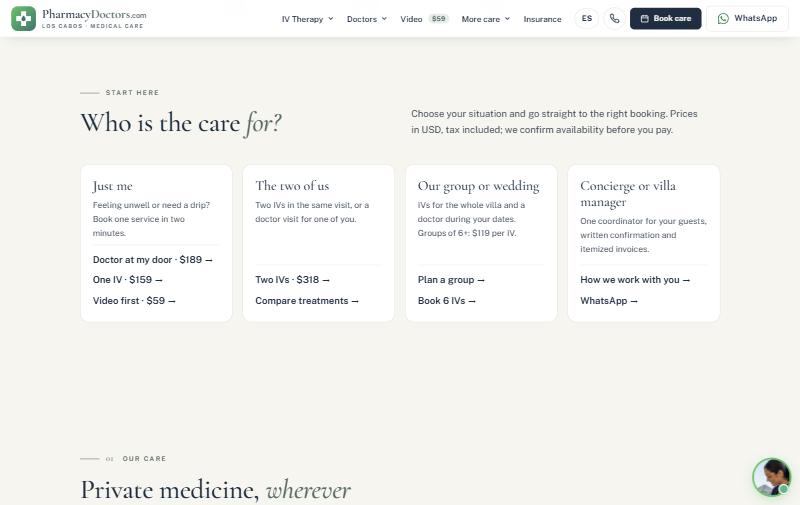 PharmacyDoctors.com
LOS CABOS · MEDICAL CARE
IV Therapy
Doctors
Video $59
More care
Insurance
ES
Book care
WhatsApp
START HERE
Who is the care for?
Choose your situation and go straight to the right booking. Prices
in USD, tax included; we confirm availability before you pay.
Just me
Feeling unwell or need a drip?
Book one service in two
minutes.
Doctor at my door · $189 →
One IV · $159 →
Video first · $59 →
The two of us
Two IVs in the same visit, or a
doctor visit for one of you.
Two IVs · $318 →
Compare treatments →
Our group or wedding
IVs for the whole villa and a
doctor during your dates.
Groups of 6+: $119 per IV.
Plan a group →
Book 6 IVs →
Concierge or villa
manager
One coordinator for your guests,
written confirmation and
itemized invoices.
How we work with you →
WhatsApp →
01 OUR CARE
Private medicine, wherever